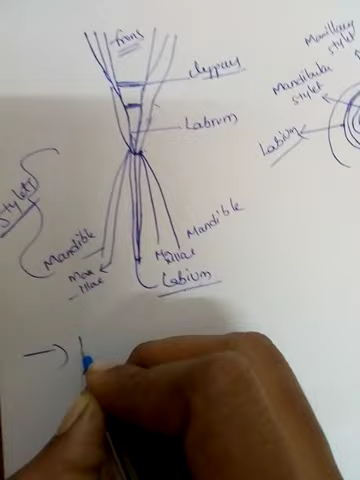 frons
clypeus
Labrum
Maxillary
stylet
Mandibular
stylet
Labium
Stylets
Mandible
Max
illae
Maxillae
Mandible
Labium